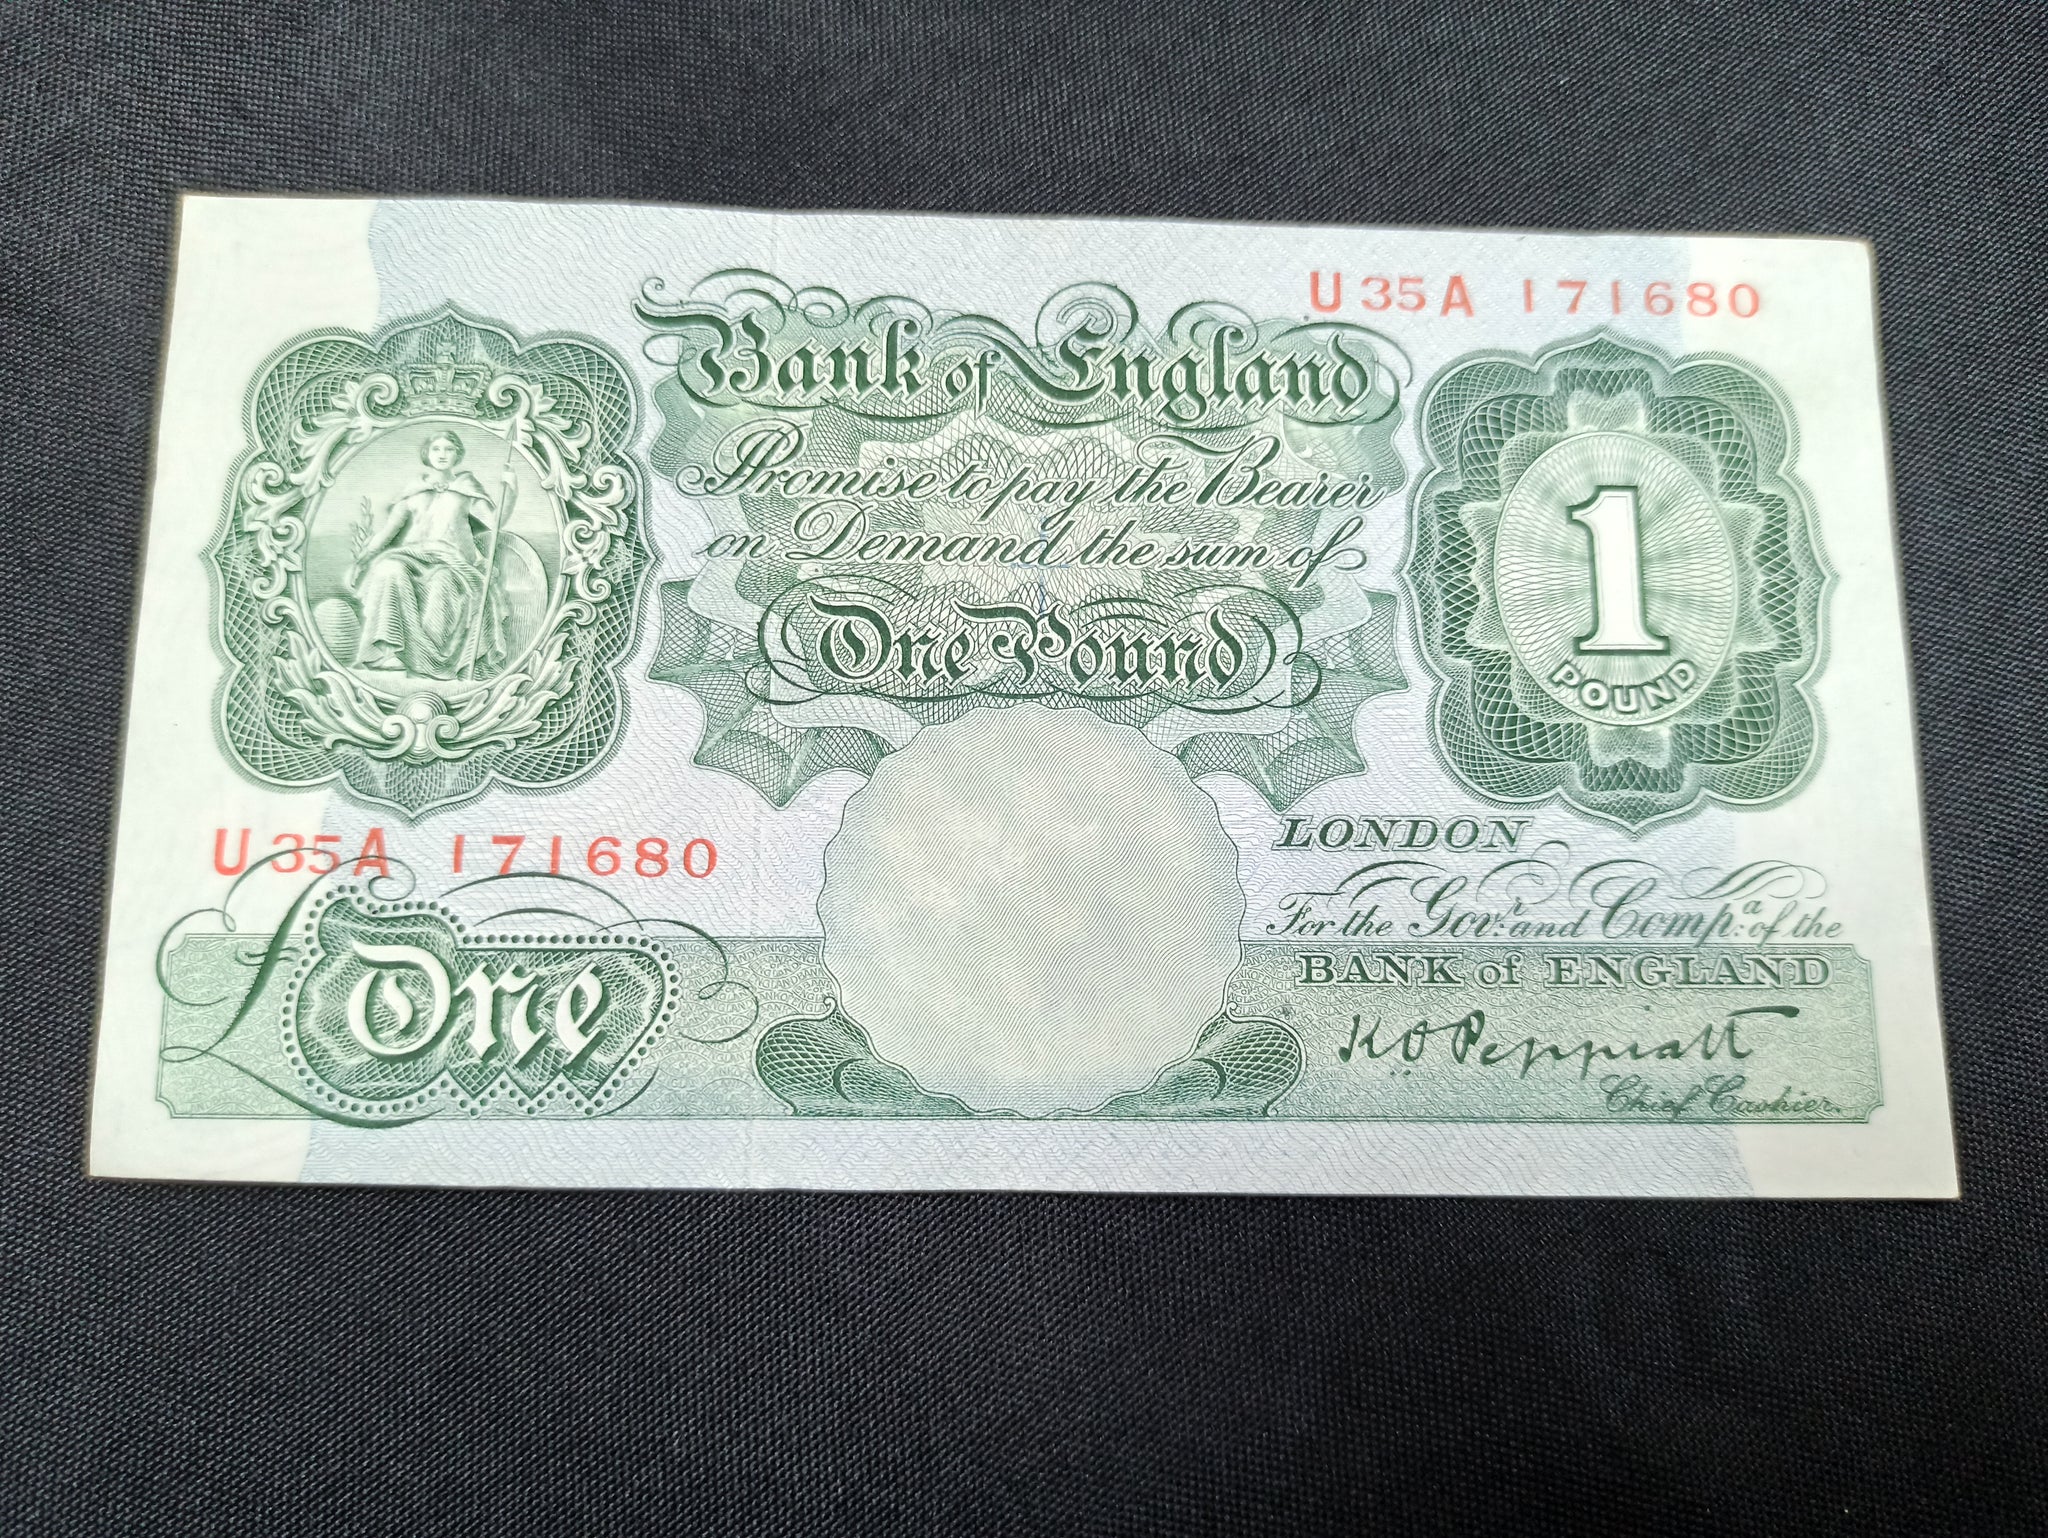 U35A 171680
Bank of England
Promise to pay the Bearer
on Demand the sum of
One Pound
1
POUND
U35A 171680
£One
LONDON
For the Govr. and Compa. of the
BANK of ENGLAND
K O Peppiatt
Chief Cashier.